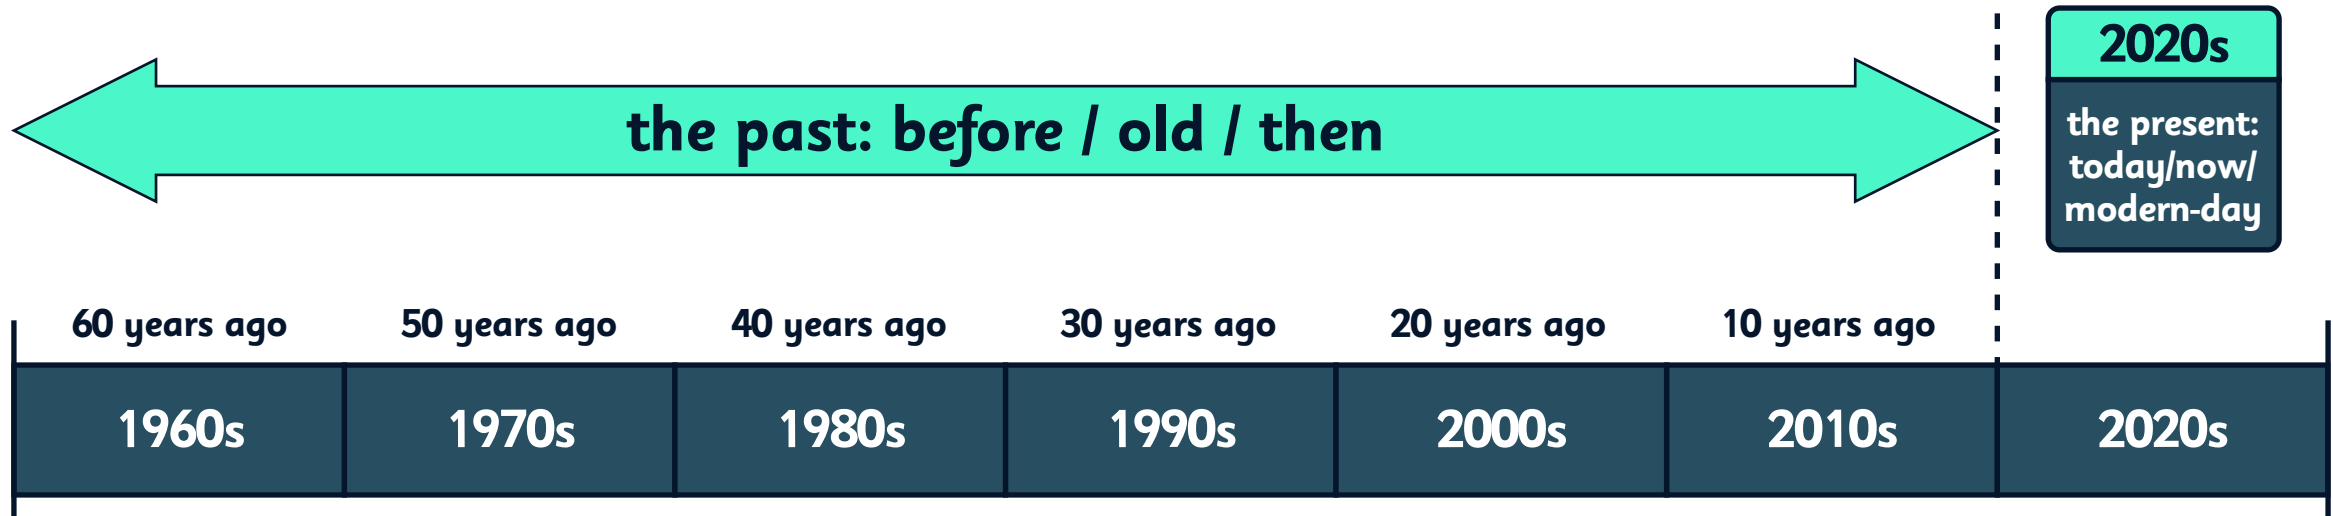 2020s
the past: before / old / then
the present:
today/now/
modern-day
60 years ago
50 years ago
40 years ago
30 years ago
20 years ago
10 years ago
1960s
1970s
1980s
1990s
2000s
2010s
2020s